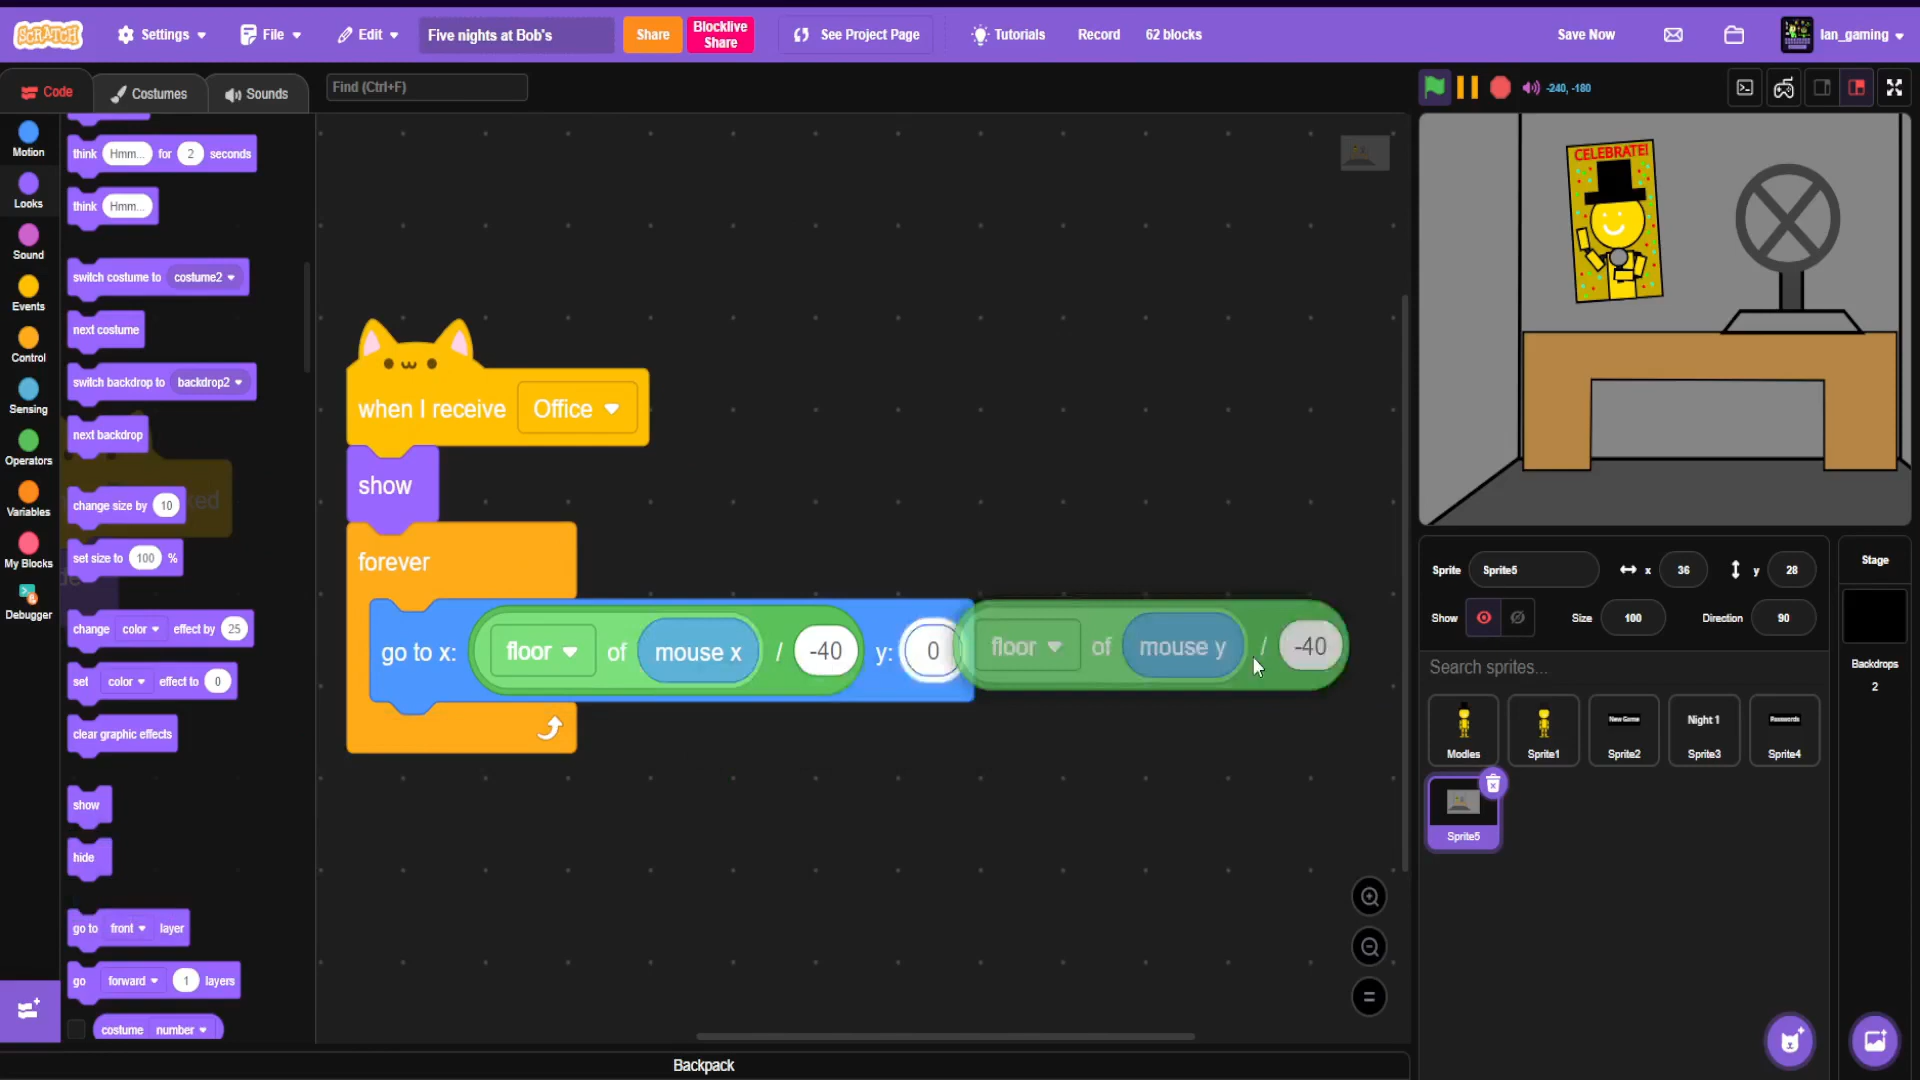 SCRATCH Settings File Edit Five nights at Bob's Share Blocklive Share See Project Page Tutorials Record 62 blocks Save Now Ian_gaming
Code Costumes Sounds Find (Ctrl+F) -240, -180
Motion
Looks
Sound
Events
Control
Sensing
Operators
Variables
My Blocks
Debugger
think Hmm... for 2 seconds
think Hmm...
switch costume to costume2
next costume
switch backdrop to backdrop2
next backdrop
change size by 10
set size to 100 %
change color effect by 25
set color effect to 0
clear graphic effects
show
hide
go to front layer
go forward 1 layers
costume number
when I receive Office
show
forever
go to x: floor of mouse x / -40 y: 0 floor of mouse y / -40
Backpack
CELEBRATE!
Sprite Sprite5 x 36 y 28
Show Size 100 Direction 90
Search sprites...
Modles
Sprite1
New Game
Sprite2
Night 1
Sprite3
Passwords
Sprite4
Sprite5
Stage
Backdrops
2